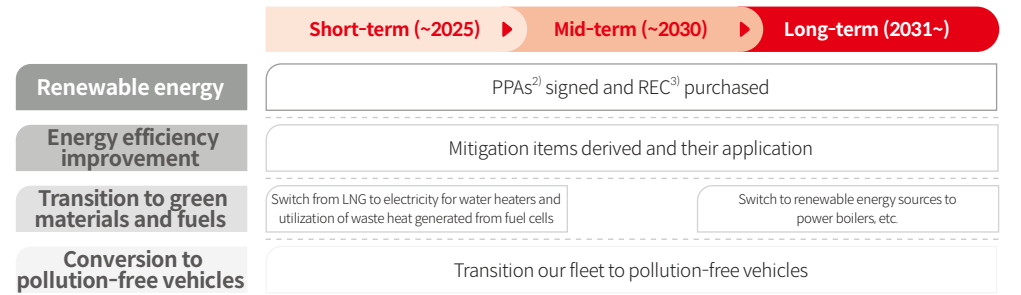 Short-term (~2025) Mid-term (~2030) Long-term (2031~)
Renewable energy
PPAs2) signed and REC3) purchased
Energy efficiency
improvement
Mitigation items derived and their application
Transition to green
materials and fuels
Switch from LNG to electricity for water heaters and
utilization of waste heat generated from fuel cells
Switch to renewable energy sources to
power boilers, etc.
Conversion to
pollution-free vehicles
Transition our fleet to pollution-free vehicles